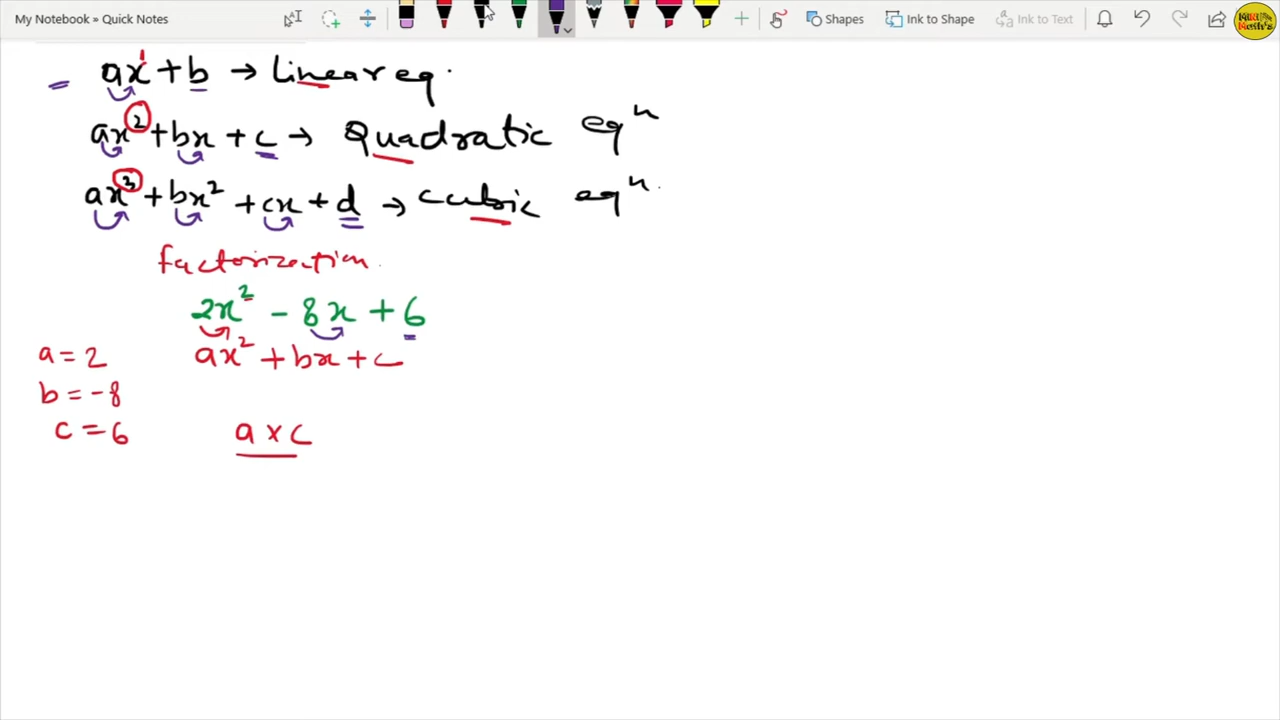 My Notebook » Quick Notes
Shapes
Ink to Shape
Ink to Text
ax¹ + b → Linear eq.
ax² + bx + c → Quadratic eqⁿ
ax³ + bx² + cx + d → cubic eqⁿ.
factorization.
2x² - 8x + 6
a = 2
ax² + bx + c
b = -8
c = 6
a × c